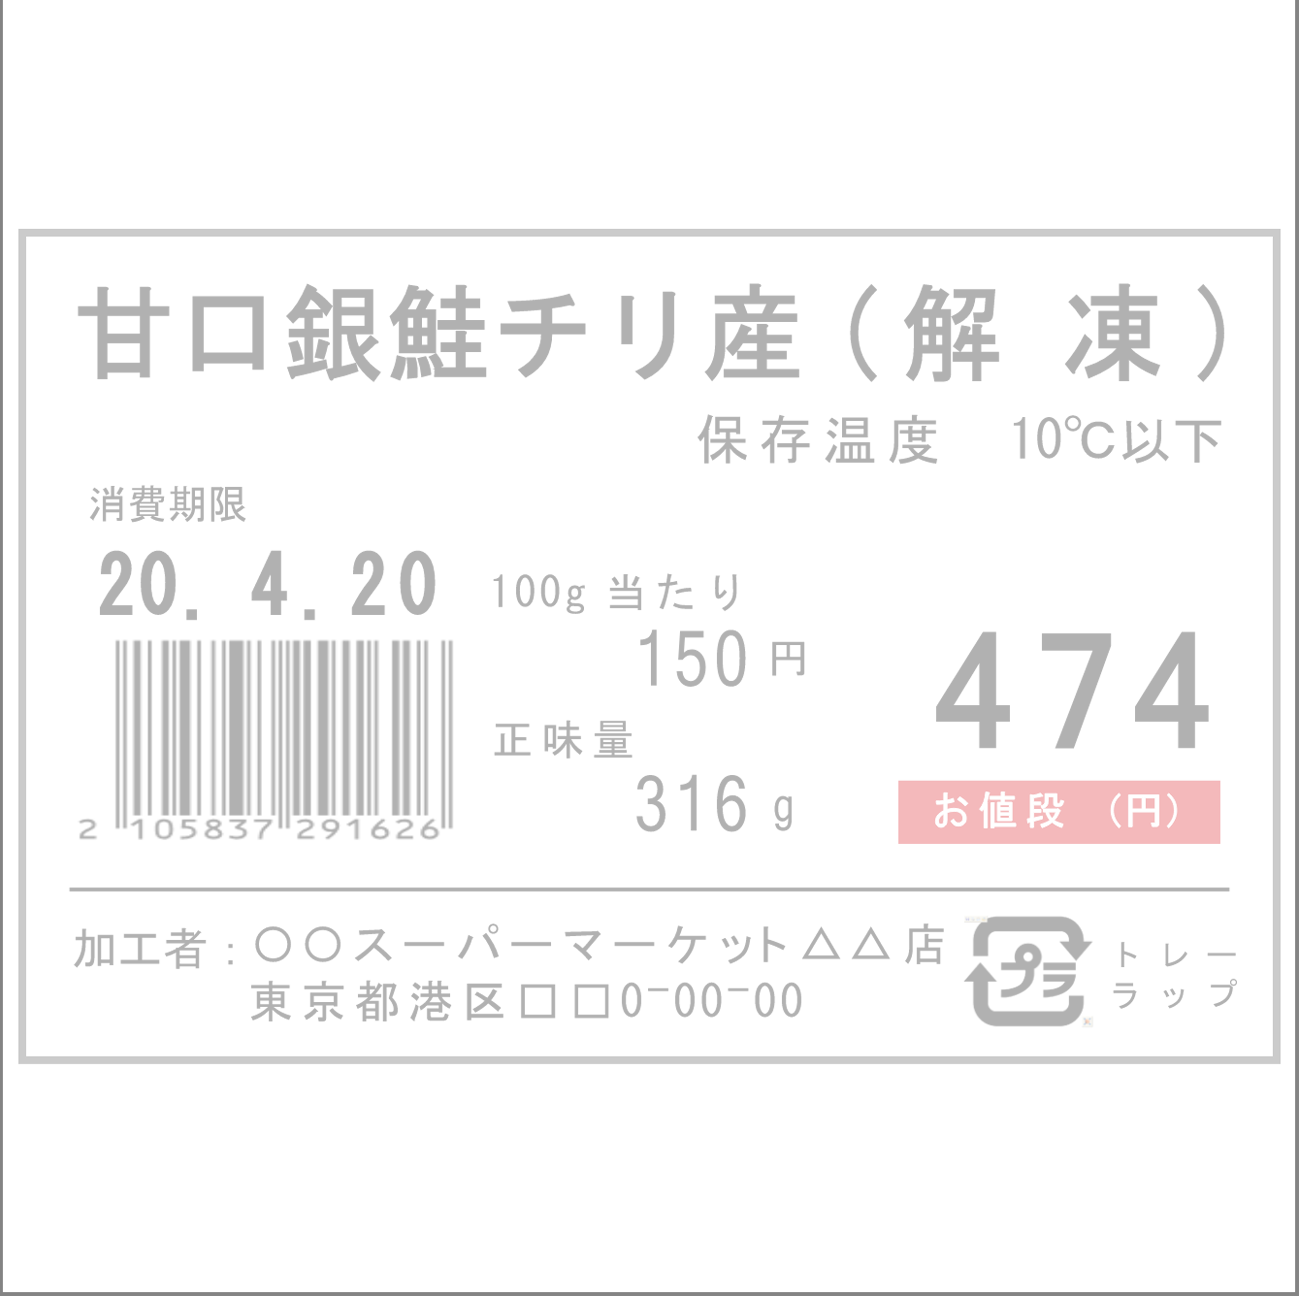 甘口銀鮭チリ産(解 凍)
保存温度 10℃以下
消費期限
20. 4. 20
100g 当たり
150 円
正味量
316 g
474
お値段 (円)
2 105837 291626
加工者:〇〇スーパーマーケット△△店
東京都港区□□0-00-00
プラ
トレー
ラップ